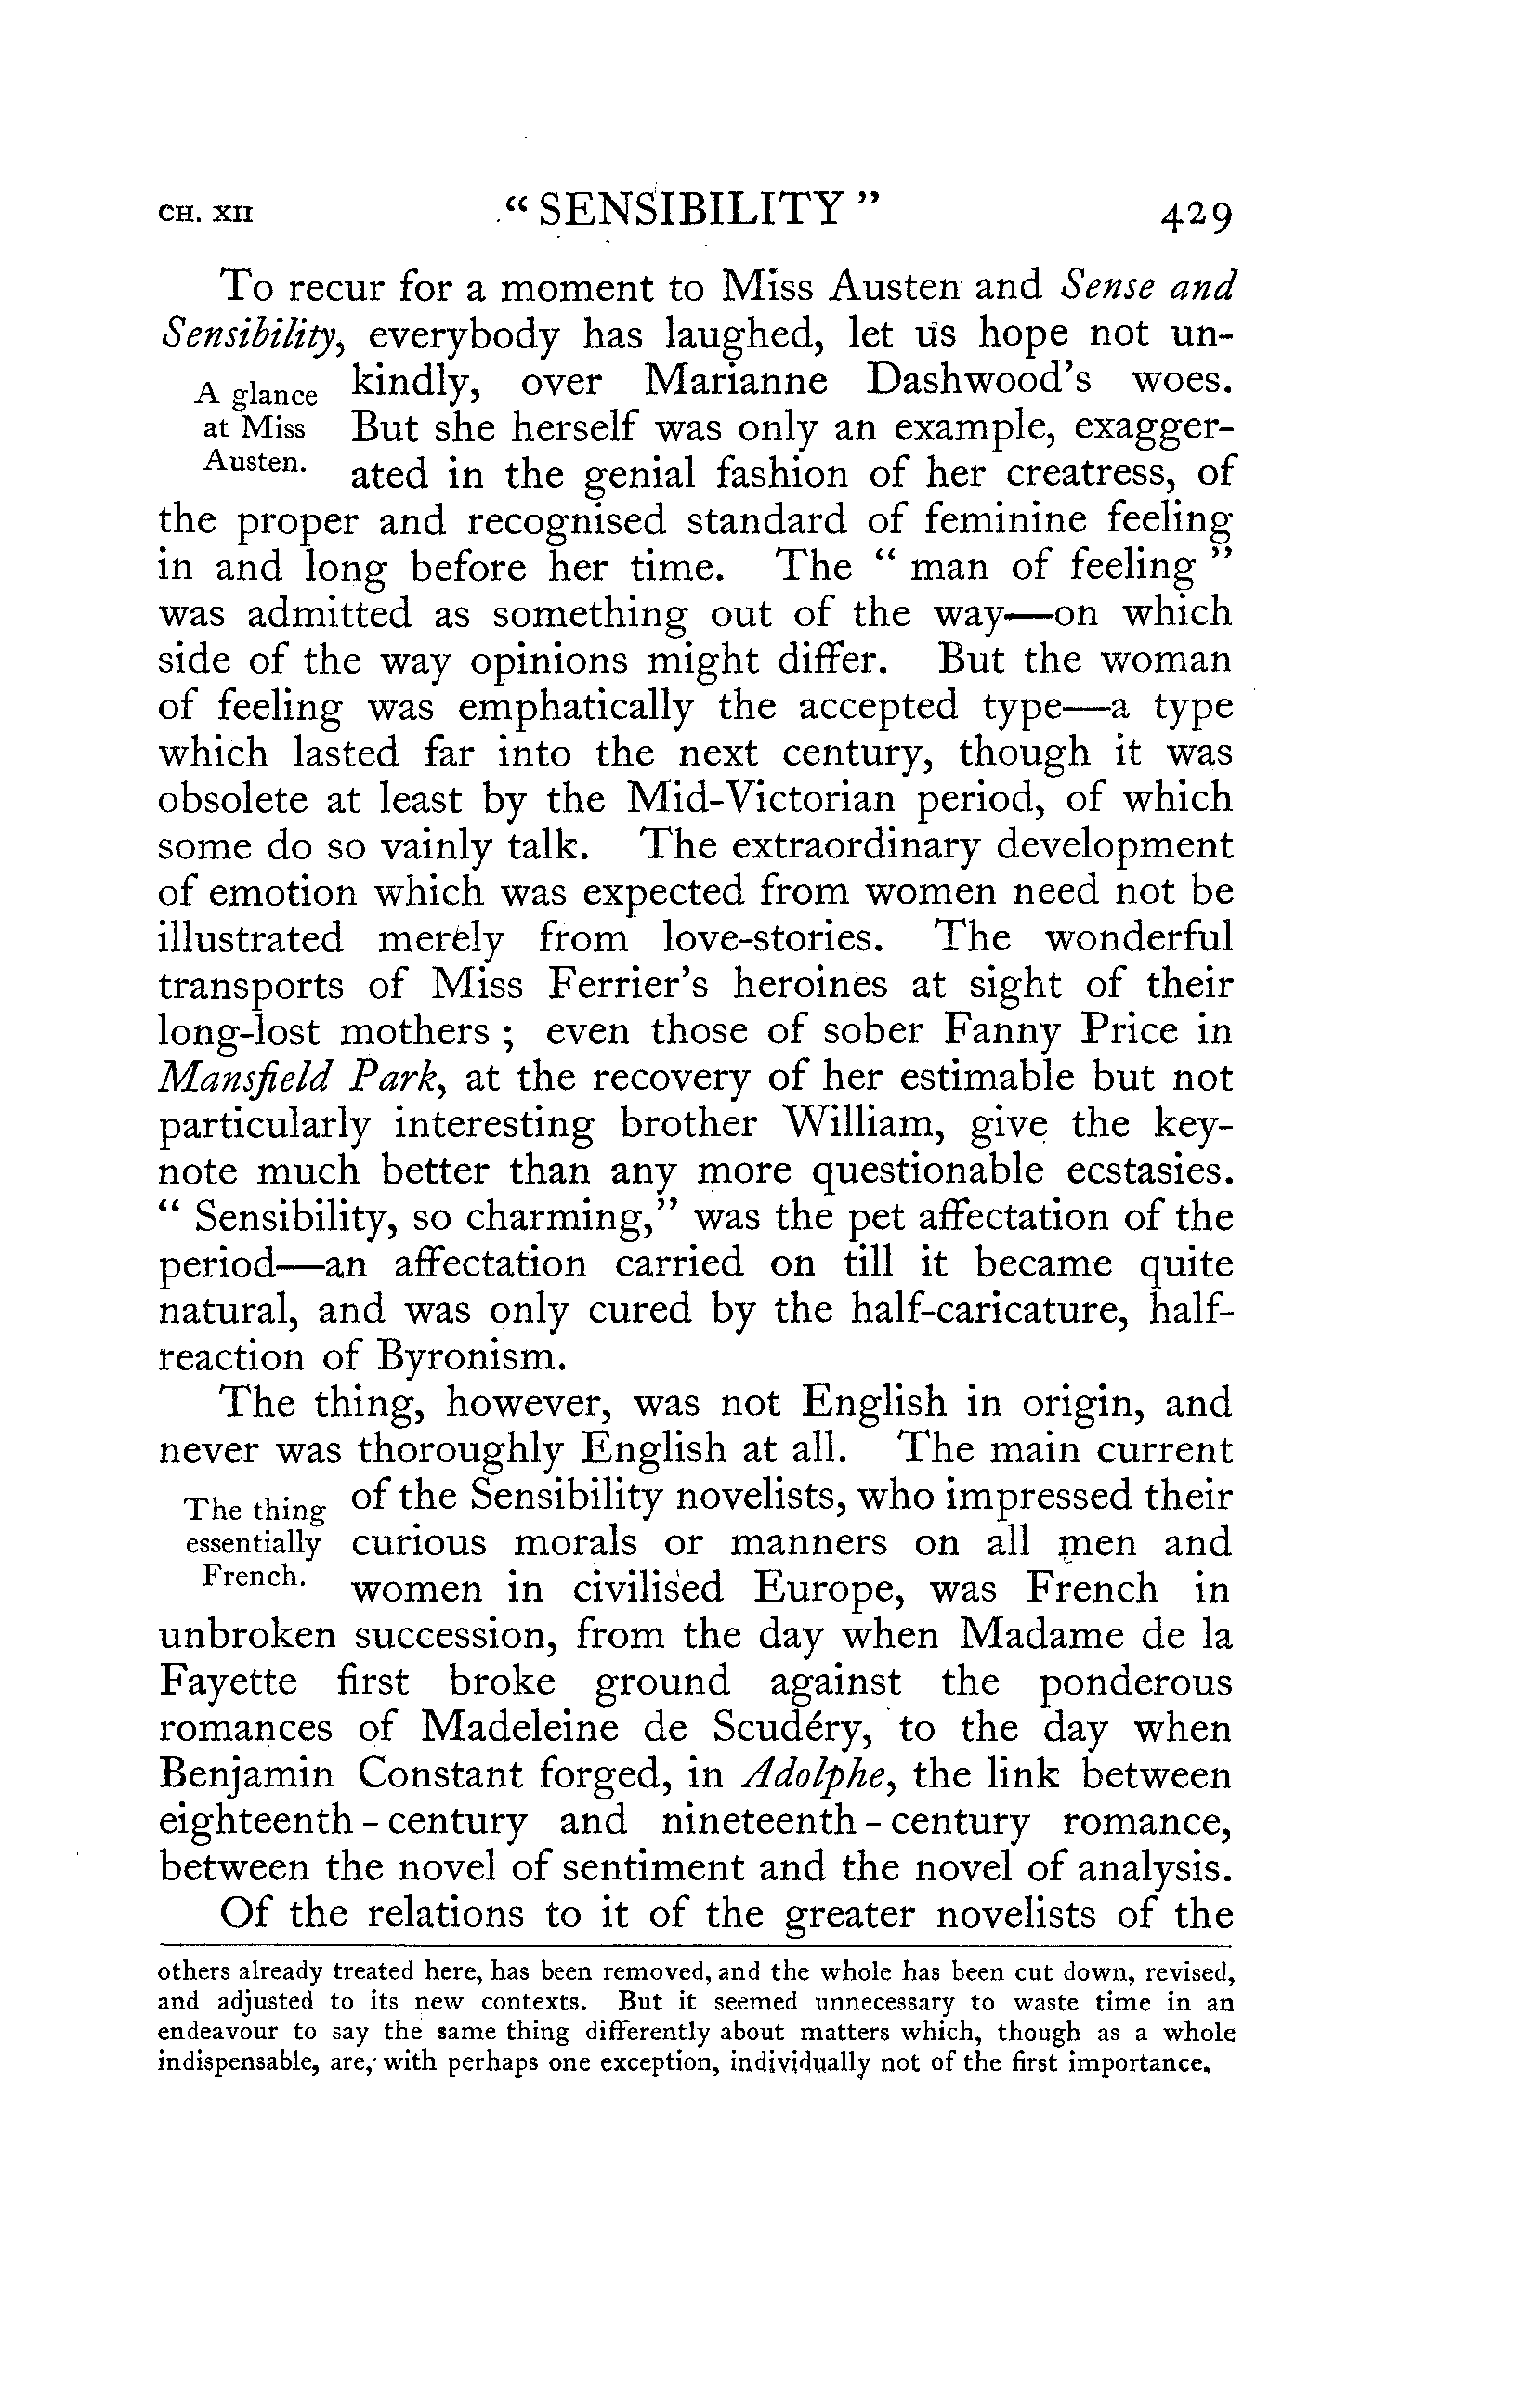 CH. XII " SENSIBILITY " 429
To recur for a moment to Miss Austen and Sense and
Sensibility, everybody has laughed, let us hope not un-
kindly, over Marianne Dashwood's woes.
A glance
at Miss
Austen.
But she herself was only an example, exagger-
ated in the genial fashion of her creatress, of
the proper and recognised standard of feminine feeling
in and long before her time. The " man of feeling "
was admitted as something out of the way—on which
side of the way opinions might differ. But the woman
of feeling was emphatically the accepted type—a type
which lasted far into the next century, though it was
obsolete at least by the Mid-Victorian period, of which
some do so vainly talk. The extraordinary development
of emotion which was expected from women need not be
illustrated merely from love-stories. The wonderful
transports of Miss Ferrier's heroines at sight of their
long-lost mothers ; even those of sober Fanny Price in
Mansfield Park, at the recovery of her estimable but not
particularly interesting brother William, give the key-
note much better than any more questionable ecstasies.
" Sensibility, so charming," was the pet affectation of the
period—an affectation carried on till it became quite
natural, and was only cured by the half-caricature, half-
reaction of Byronism.
The thing, however, was not English in origin, and
never was thoroughly English at all. The main current
The thing
essentially
French.
of the Sensibility novelists, who impressed their
curious morals or manners on all men and
women in civilised Europe, was French in
unbroken succession, from the day when Madame de la
Fayette first broke ground against the ponderous
romances of Madeleine de Scudéry, to the day when
Benjamin Constant forged, in Adolphe, the link between
eighteenth-century and nineteenth-century romance,
between the novel of sentiment and the novel of analysis.
Of the relations to it of the greater novelists of the
others already treated here, has been removed, and the whole has been cut down, revised,
and adjusted to its new contexts. But it seemed unnecessary to waste time in an
endeavour to say the same thing differently about matters which, though as a whole
indispensable, are, with perhaps one exception, individually not of the first importance.